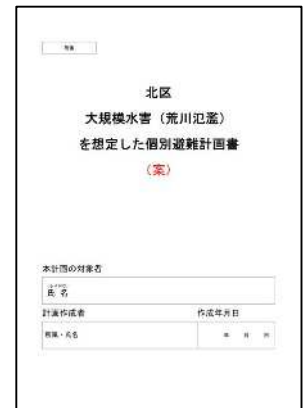 北区
大規模水害（荒川氾濫）
を想定した個別避難計画書
（案）
本計画の対象者
氏 名
計画作成者 作成年月日
所属・氏名 年 月 日